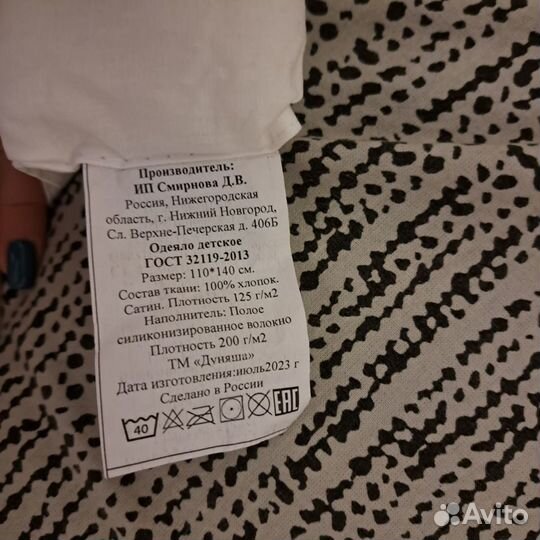 Производитель:
ИП Смирнова Д.В.
Россия, Нижегородская
область, г. Нижний Новгород,
Сл. Верхне-Печерская д. 406Б
Одеяло детское
ГОСТ 32119-2013
Размер: 110*140 см.
Состав ткани: 100% хлопок.
Сатин. Плотность 125 г/м2
Наполнитель: Полое
силиконизированное волокно
Плотность 200 г/м2
ТМ «Дуняша»
Дата изготовления:июль2023 г
Сделано в России
40 EAC
Avito